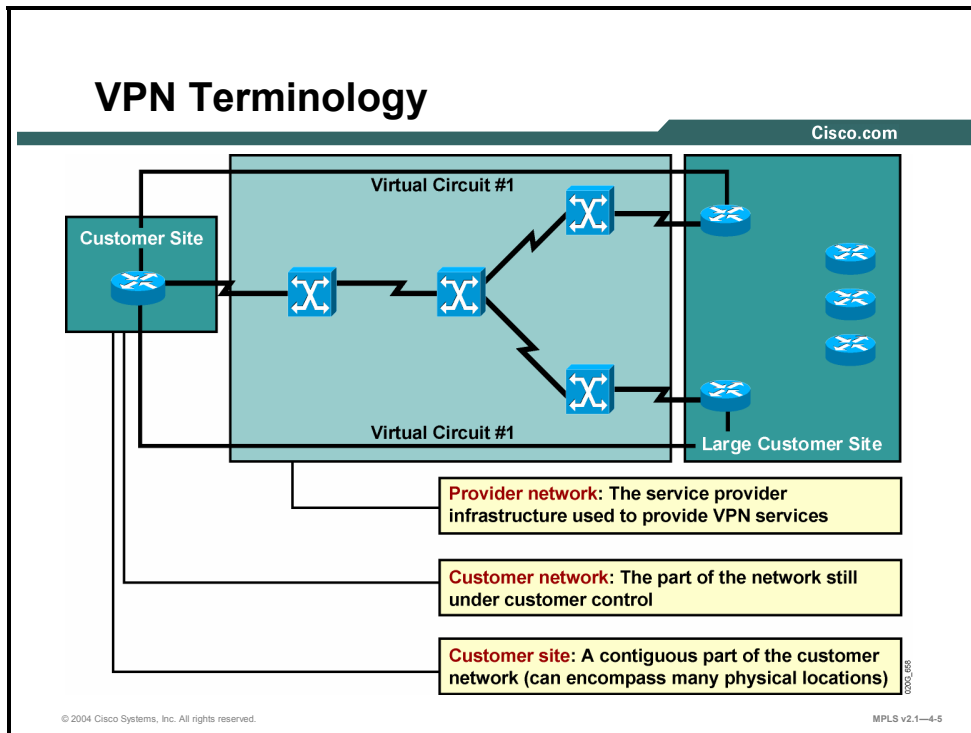 VPN Terminology
Cisco.com
Virtual Circuit #1
Customer Site
Virtual Circuit #1
Large Customer Site
Provider network: The service provider
infrastructure used to provide VPN services
Customer network: The part of the network still
under customer control
Customer site: A contiguous part of the customer
network (can encompass many physical locations)
020G_658
© 2004 Cisco Systems, Inc. All rights reserved.
MPLS v2.1—4-5